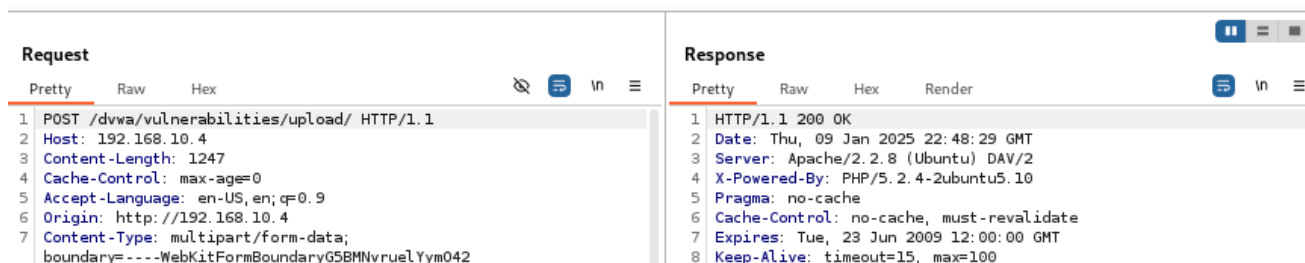 Request
Pretty Raw Hex \n
1 POST /dvwa/vulnerabilities/upload/ HTTP/1.1
2 Host: 192.168.10.4
3 Content-Length: 1247
4 Cache-Control: max-age=0
5 Accept-Language: en-US,en;q=0.9
6 Origin: http://192.168.10.4
7 Content-Type: multipart/form-data;
boundary=----WebKitFormBoundaryG5BMNvruelYymO42
Response
Pretty Raw Hex Render \n
1 HTTP/1.1 200 OK
2 Date: Thu, 09 Jan 2025 22:48:29 GMT
3 Server: Apache/2.2.8 (Ubuntu) DAV/2
4 X-Powered-By: PHP/5.2.4-2ubuntu5.10
5 Pragma: no-cache
6 Cache-Control: no-cache, must-revalidate
7 Expires: Tue, 23 Jun 2009 12:00:00 GMT
8 Keep-Alive: timeout=15, max=100